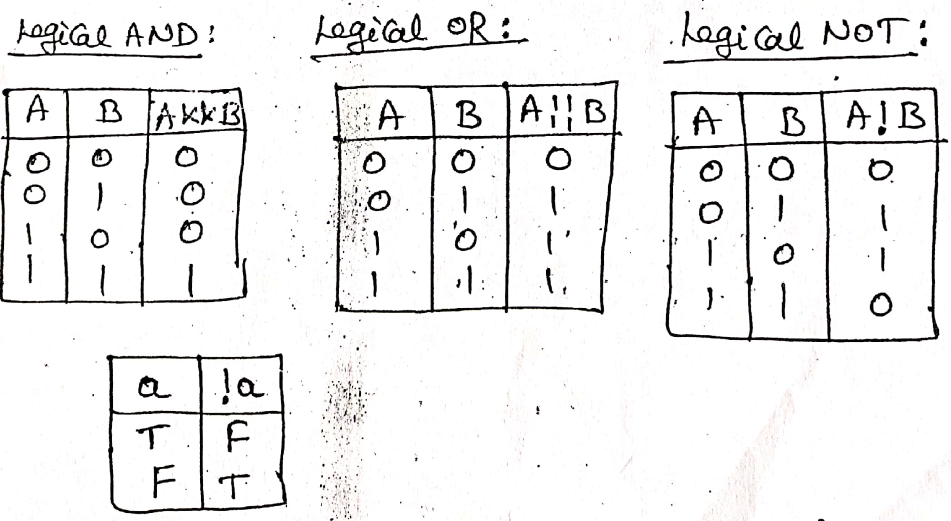 Logical AND:
A B A&&B
0 0 0
0 1 0
1 0 0
1 1 1
Logical OR:
A B A||B
0 0 0
0 1 1
1 0 1
1 1 1
Logical NOT:
A B A!B
0 0 0
0 1 1
1 0 1
1 1 0
a !a
T F
F T